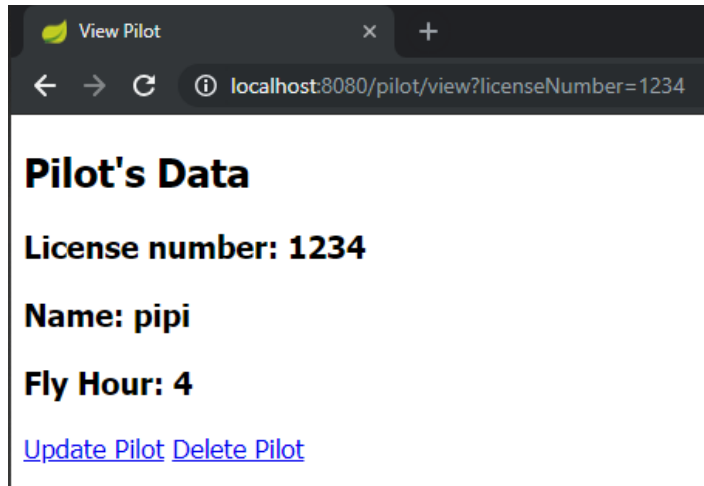 View Pilot
localhost:8080/pilot/view?licenseNumber=1234
Pilot's Data
License number: 1234
Name: pipi
Fly Hour: 4
Update Pilot Delete Pilot